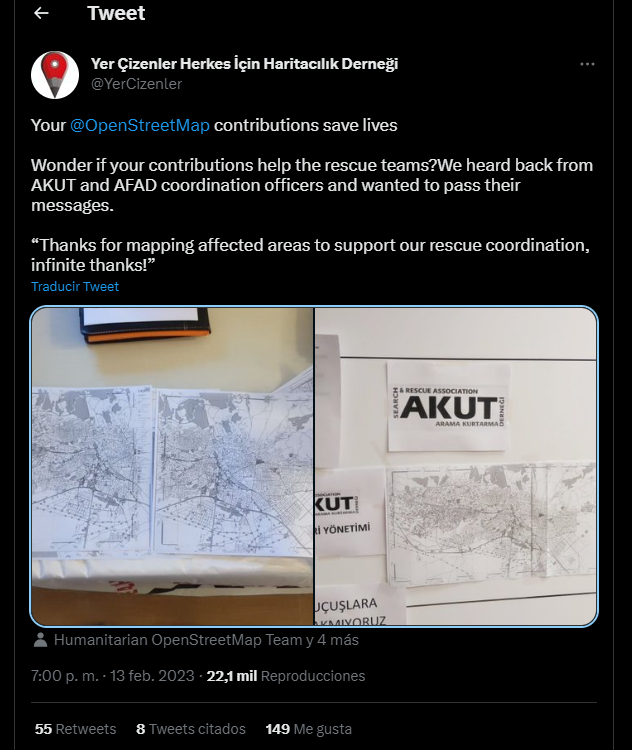 Tweet
Yer Çizenler Herkes İçin Haritacılık Derneği
@YerCizenler
Your @OpenStreetMap contributions save lives
Wonder if your contributions help the rescue teams?We heard back from
AKUT and AFAD coordination officers and wanted to pass their
messages.
“Thanks for mapping affected areas to support our rescue coordination,
infinite thanks!”
Traducir Tweet
SEARCH
& RESCUE ASSOCIATION
AKUT
ARAMA KURTARMA
DERNEĞİ
KUT
ARAMA KURTARMA
Rİ YÖNETİMİ
UÇUŞLARA
AKMIYORUZ
Humanitarian OpenStreetMap Team y 4 más
7:00 p. m. · 13 feb. 2023 · 22,1 mil Reproducciones
55 Retweets 8 Tweets citados 149 Me gusta